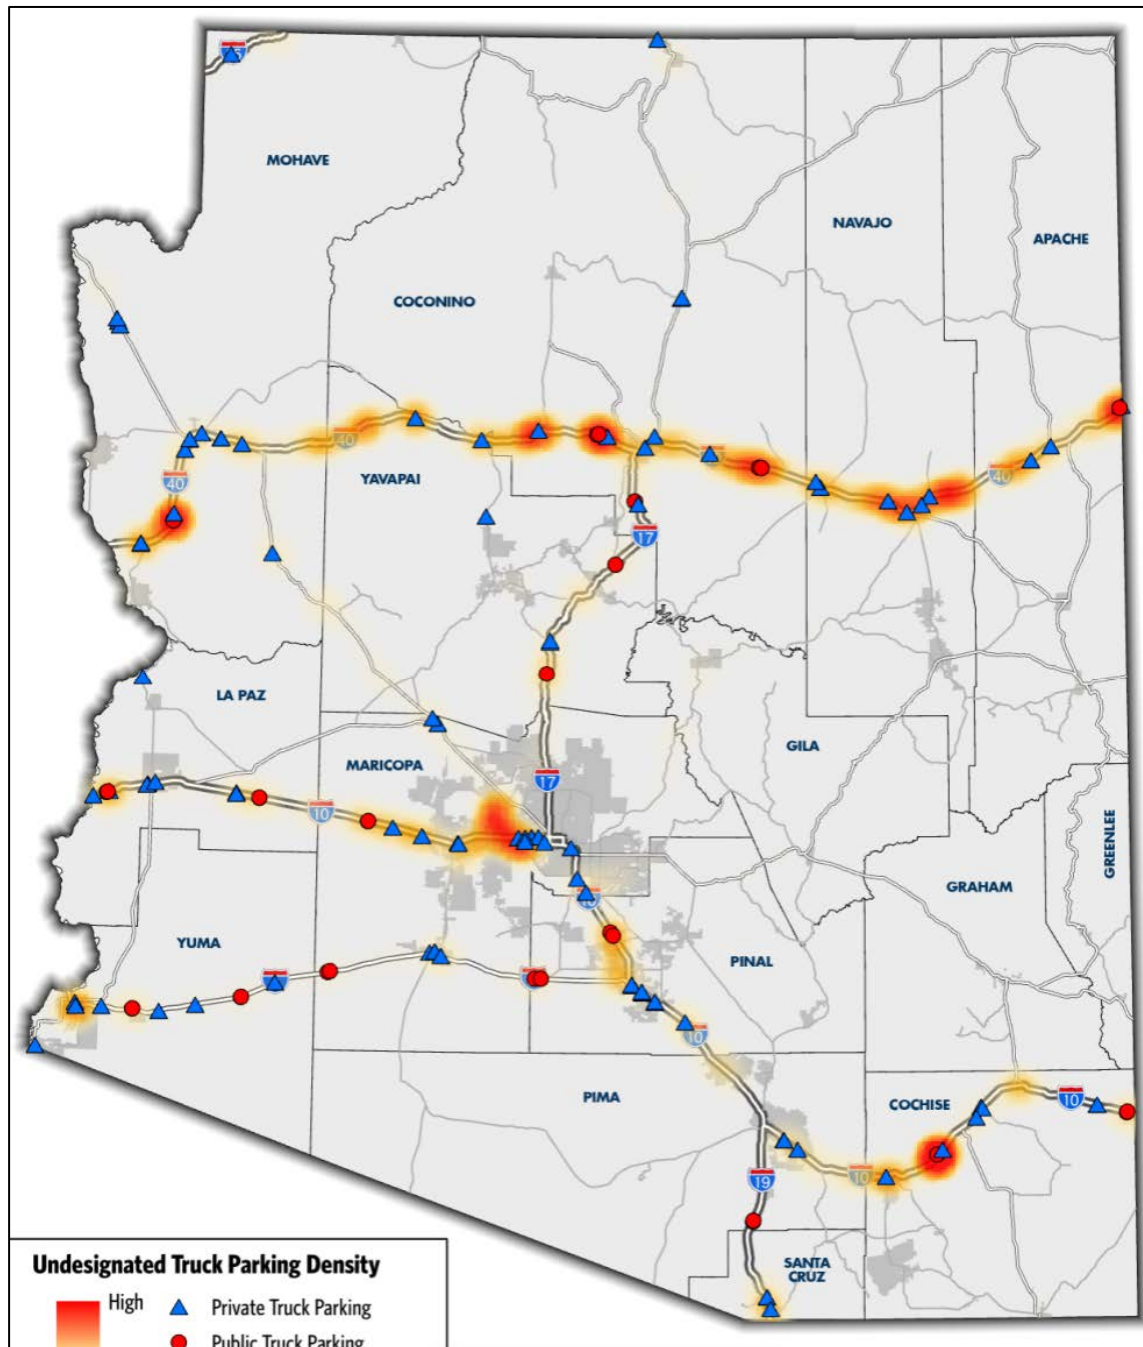 MOHAVE
NAVAJO
APACHE
COCONINO
40
40
40
YAVAPAI
17
LA PAZ
GILA
MARICOPA
17
10
GREENLEE
GRAHAM
YUMA
PINAL
10
PIMA
COCHISE
10
10
19
SANTA
CRUZ
Undesignated Truck Parking Density
High
Private Truck Parking
Public Truck Parking